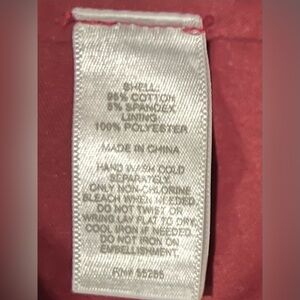 SHELL:
95% COTTON
5% SPANDEX
LINING:
100% POLYESTER
MADE IN CHINA
HAND WASH COLD
SEPARATELY.
ONLY NON-CHLORINE
BLEACH WHEN NEEDED.
DO NOT TWIST OR
WRING. LAY FLAT TO DRY.
COOL IRON IF NEEDED.
DO NOT IRON ON
EMBELLISHMENT.
RN#